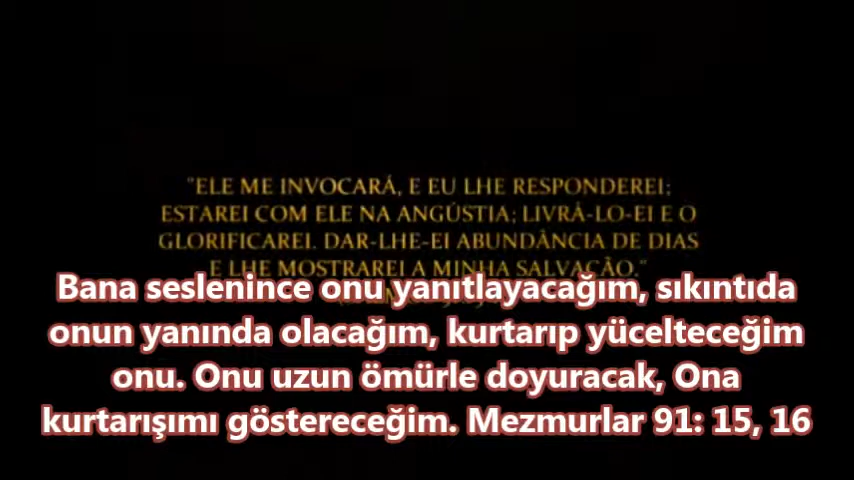 "ELE ME INVOCARÁ, E EU LHE RESPONDEREI;
ESTAREI COM ELE NA ANGÚSTIA; LIVRÁ-LO-EI E O
GLORIFICAREI. DAR-LHE-EI ABUNDÂNCIA DE DIAS
E LHE MOSTRAREI A MINHA SALVAÇÃO."
Bana seslenince onu yanıtlayacağım, sıkıntıda
onun yanında olacağım, kurtarıp yücelteceğim
onu. Onu uzun ömürle doyuracak, Ona
kurtarışımı göstereceğim. Mezmurlar 91: 15, 16